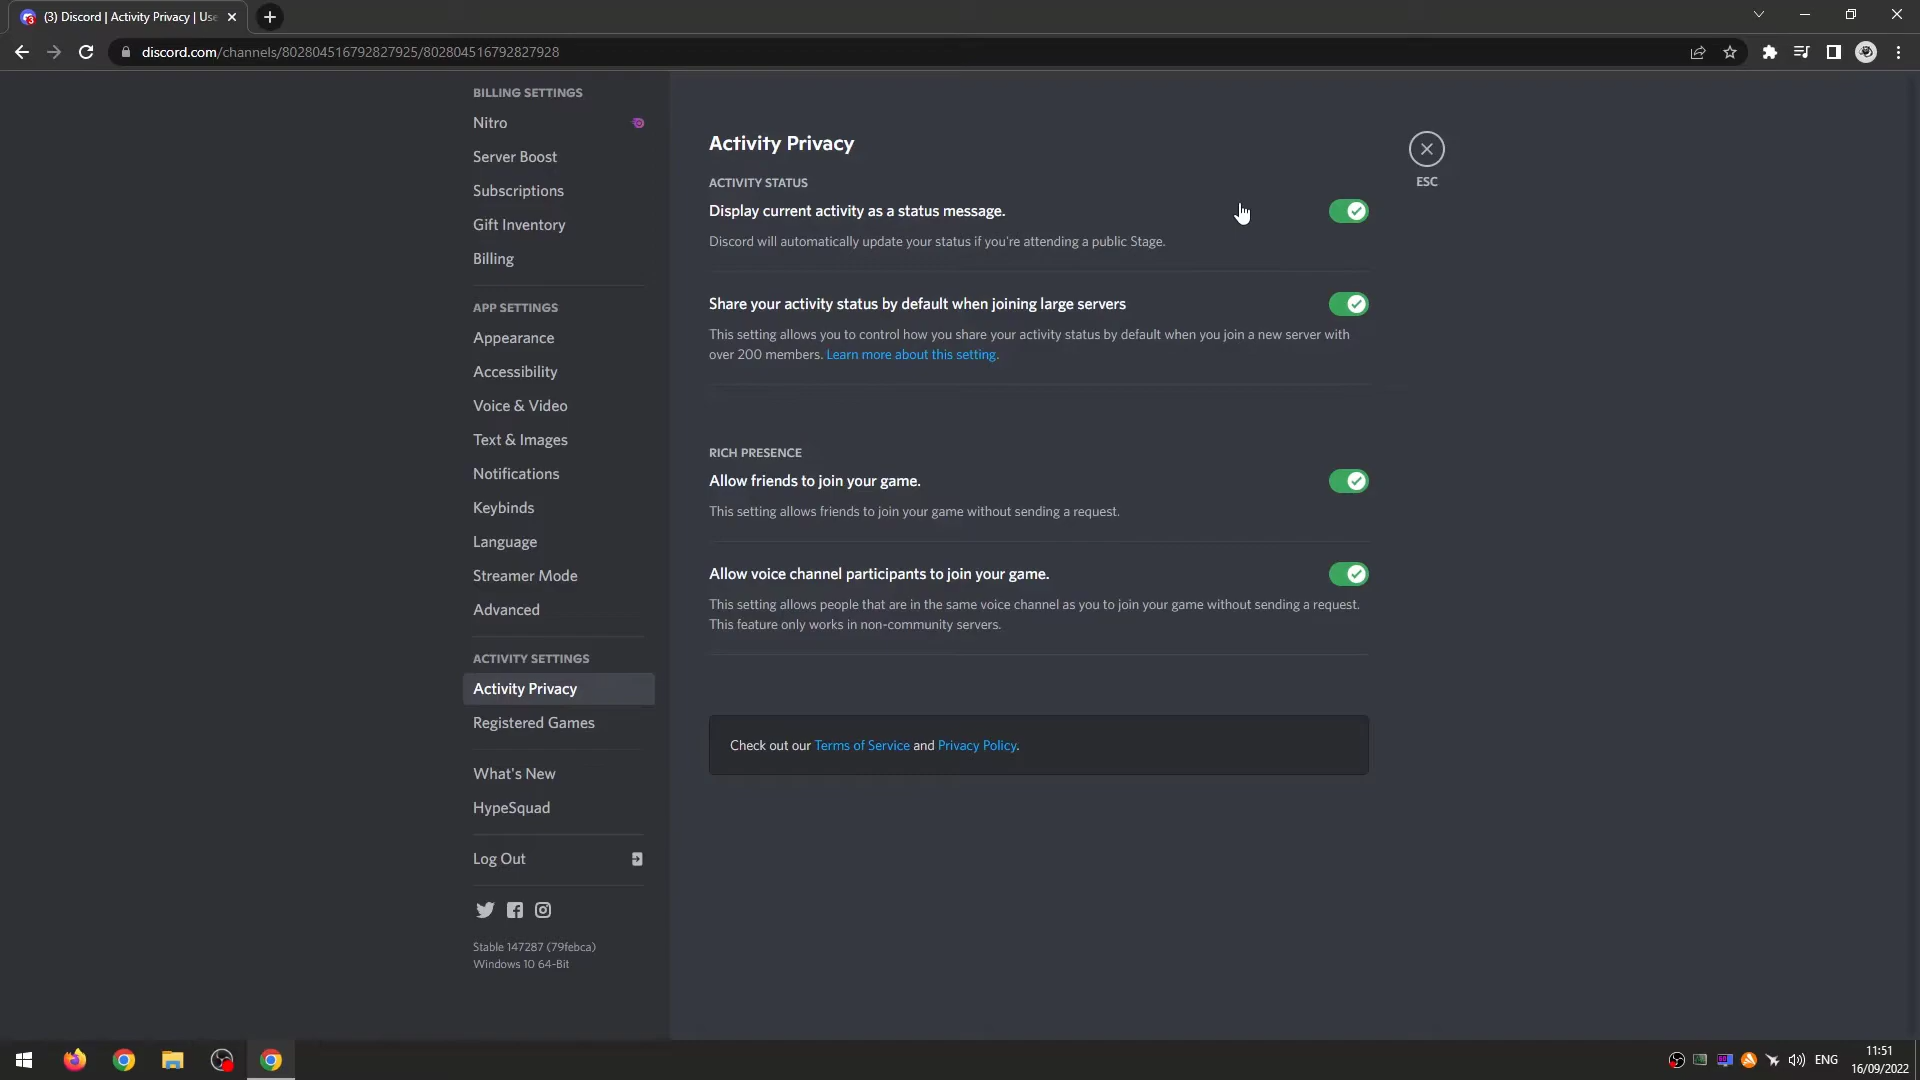 (3) Discord | Activity Privacy | Use
discord.com/channels/802804516792827925/802804516792827928
BILLING SETTINGS
Nitro
Server Boost
Subscriptions
Gift Inventory
Billing
APP SETTINGS
Appearance
Accessibility
Voice & Video
Text & Images
Notifications
Keybinds
Language
Streamer Mode
Advanced
ACTIVITY SETTINGS
Activity Privacy
Registered Games
What's New
HypeSquad
Log Out
Stable 147287 (79febca)
Windows 10 64-Bit
Activity Privacy
ACTIVITY STATUS
Display current activity as a status message.
Discord will automatically update your status if you're attending a public Stage.
Share your activity status by default when joining large servers
This setting allows you to control how you share your activity status by default when you join a new server with
over 200 members. Learn more about this setting.
RICH PRESENCE
Allow friends to join your game.
This setting allows friends to join your game without sending a request.
Allow voice channel participants to join your game.
This setting allows people that are in the same voice channel as you to join your game without sending a request.
This feature only works in non-community servers.
Check out our Terms of Service and Privacy Policy.
ESC
ENG
11:51
16/09/2022